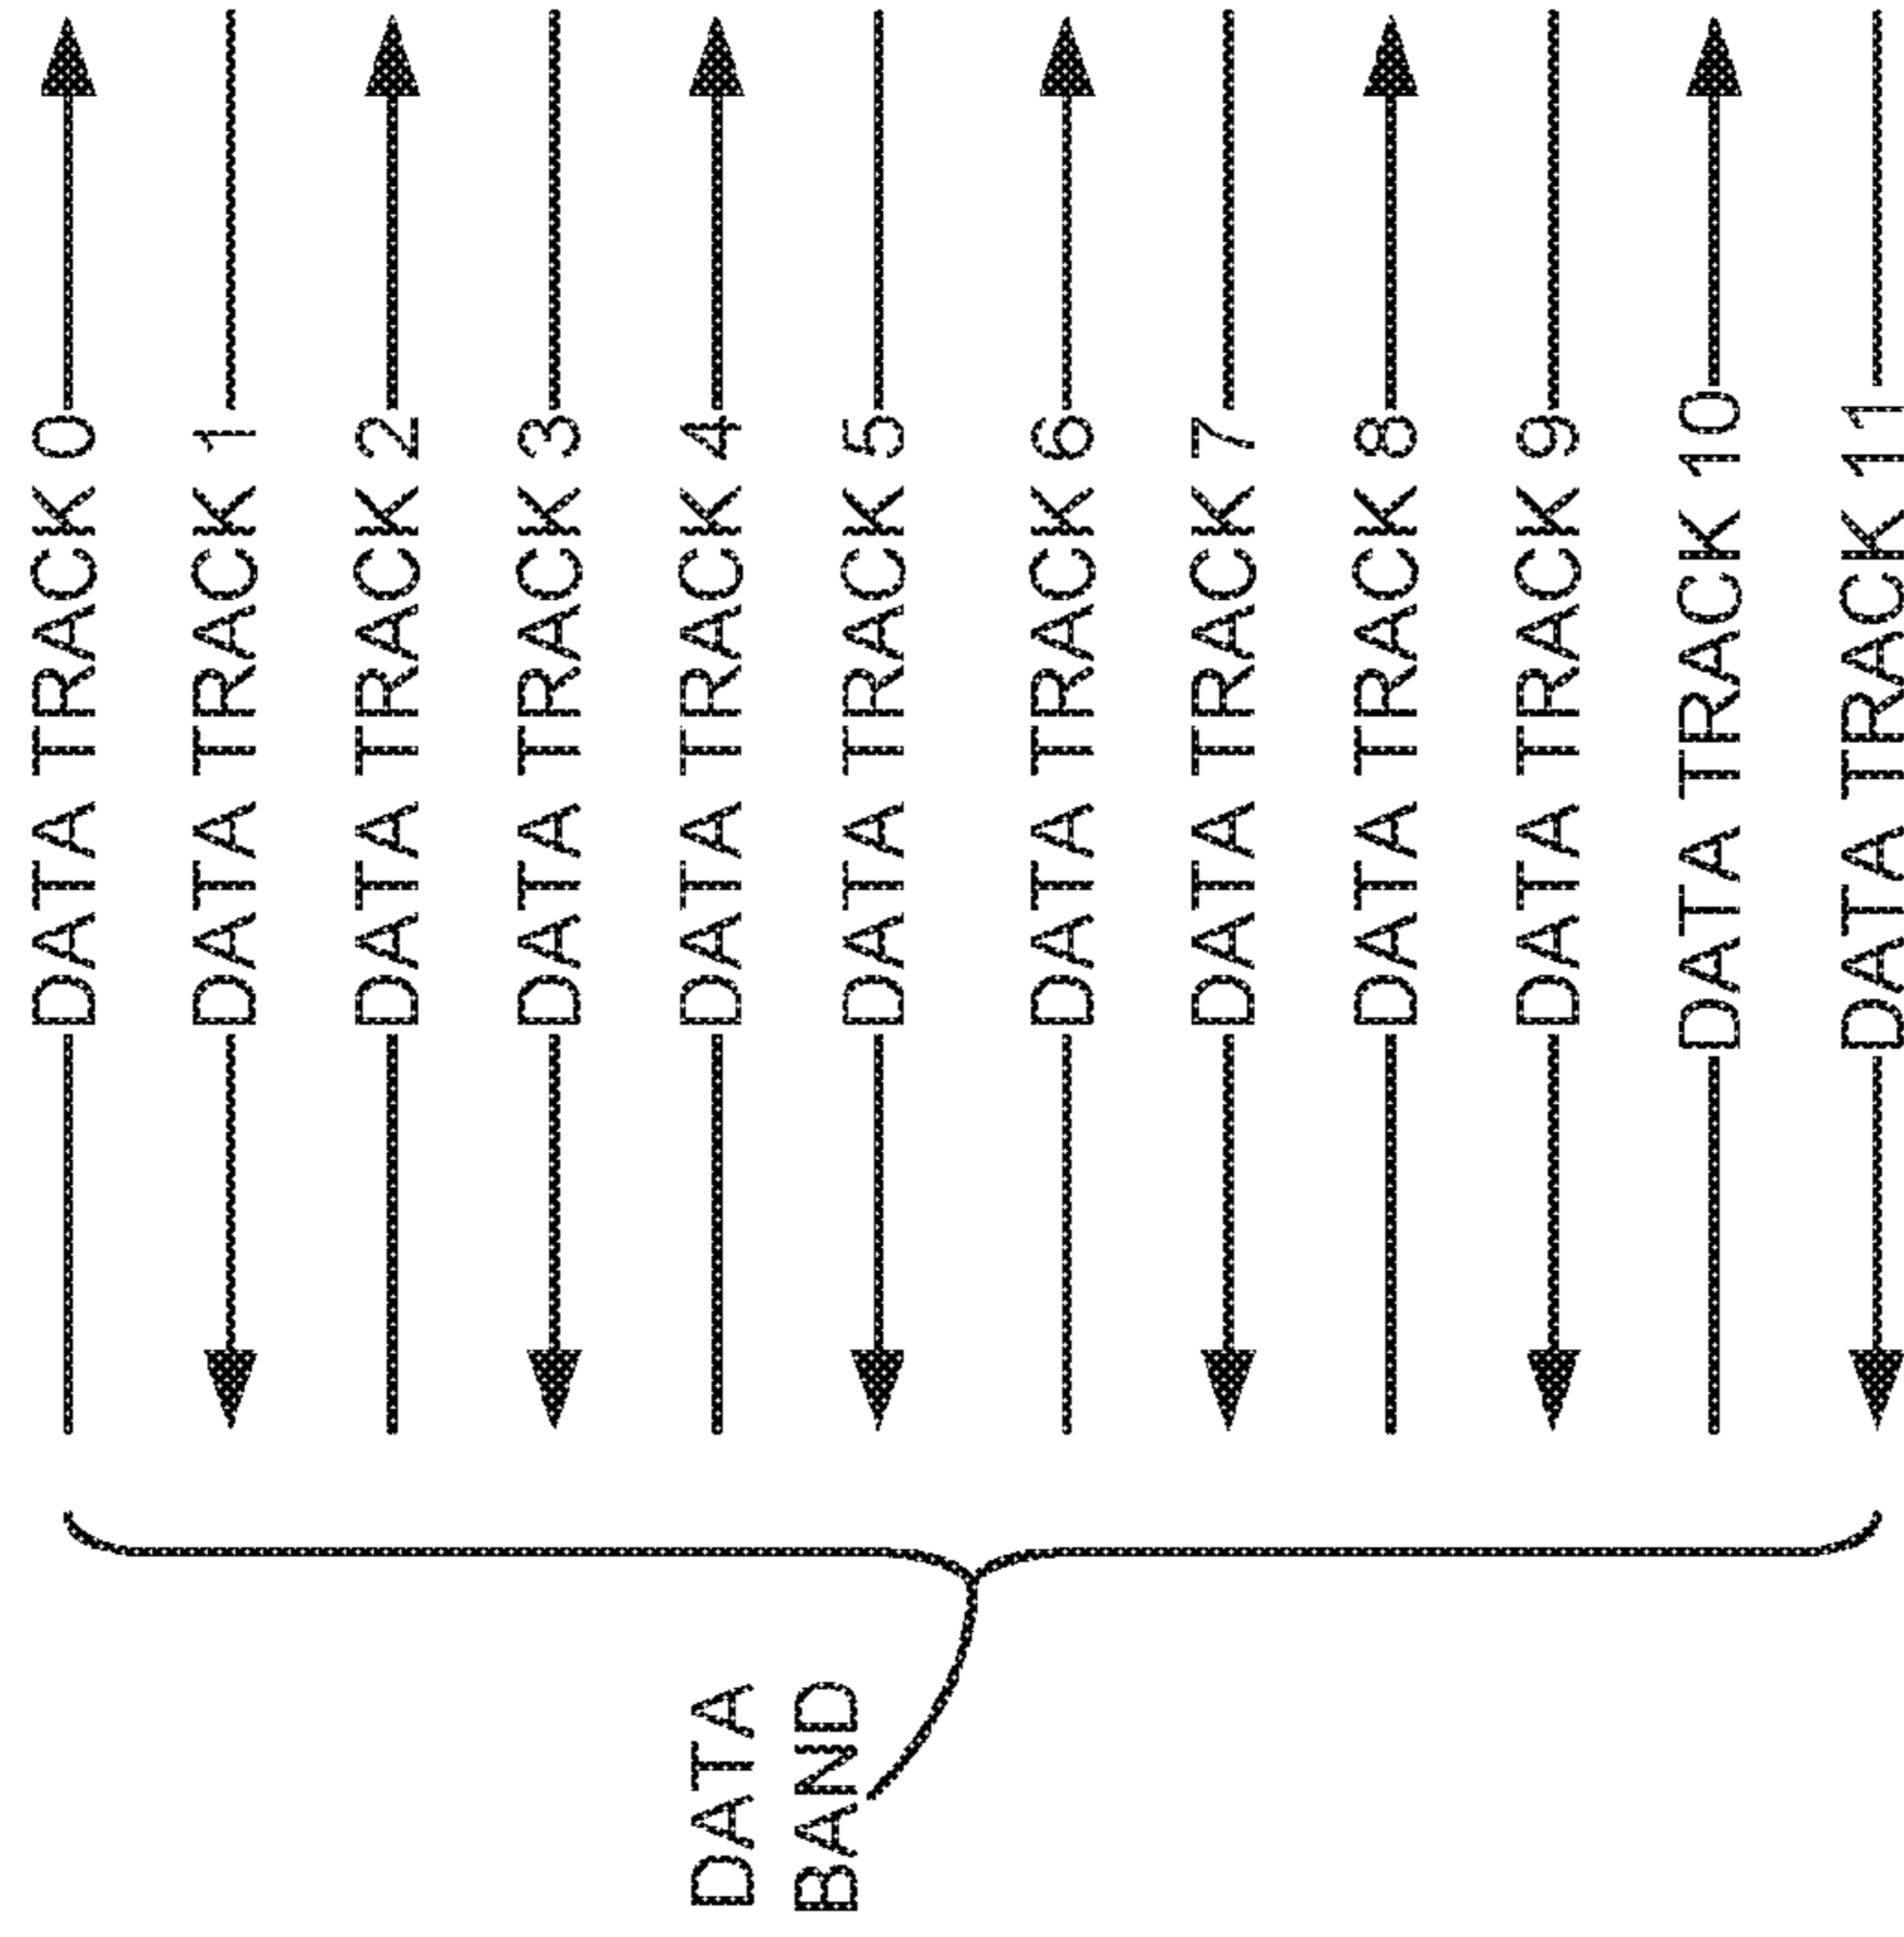 DATA
BAND
DATA TRACK 0
DATA TRACK 1
DATA TRACK 2
DATA TRACK 3
DATA TRACK 4
DATA TRACK 5
DATA TRACK 6
DATA TRACK 7
DATA TRACK 8
DATA TRACK 9
DATA TRACK 10
DATA TRACK 11